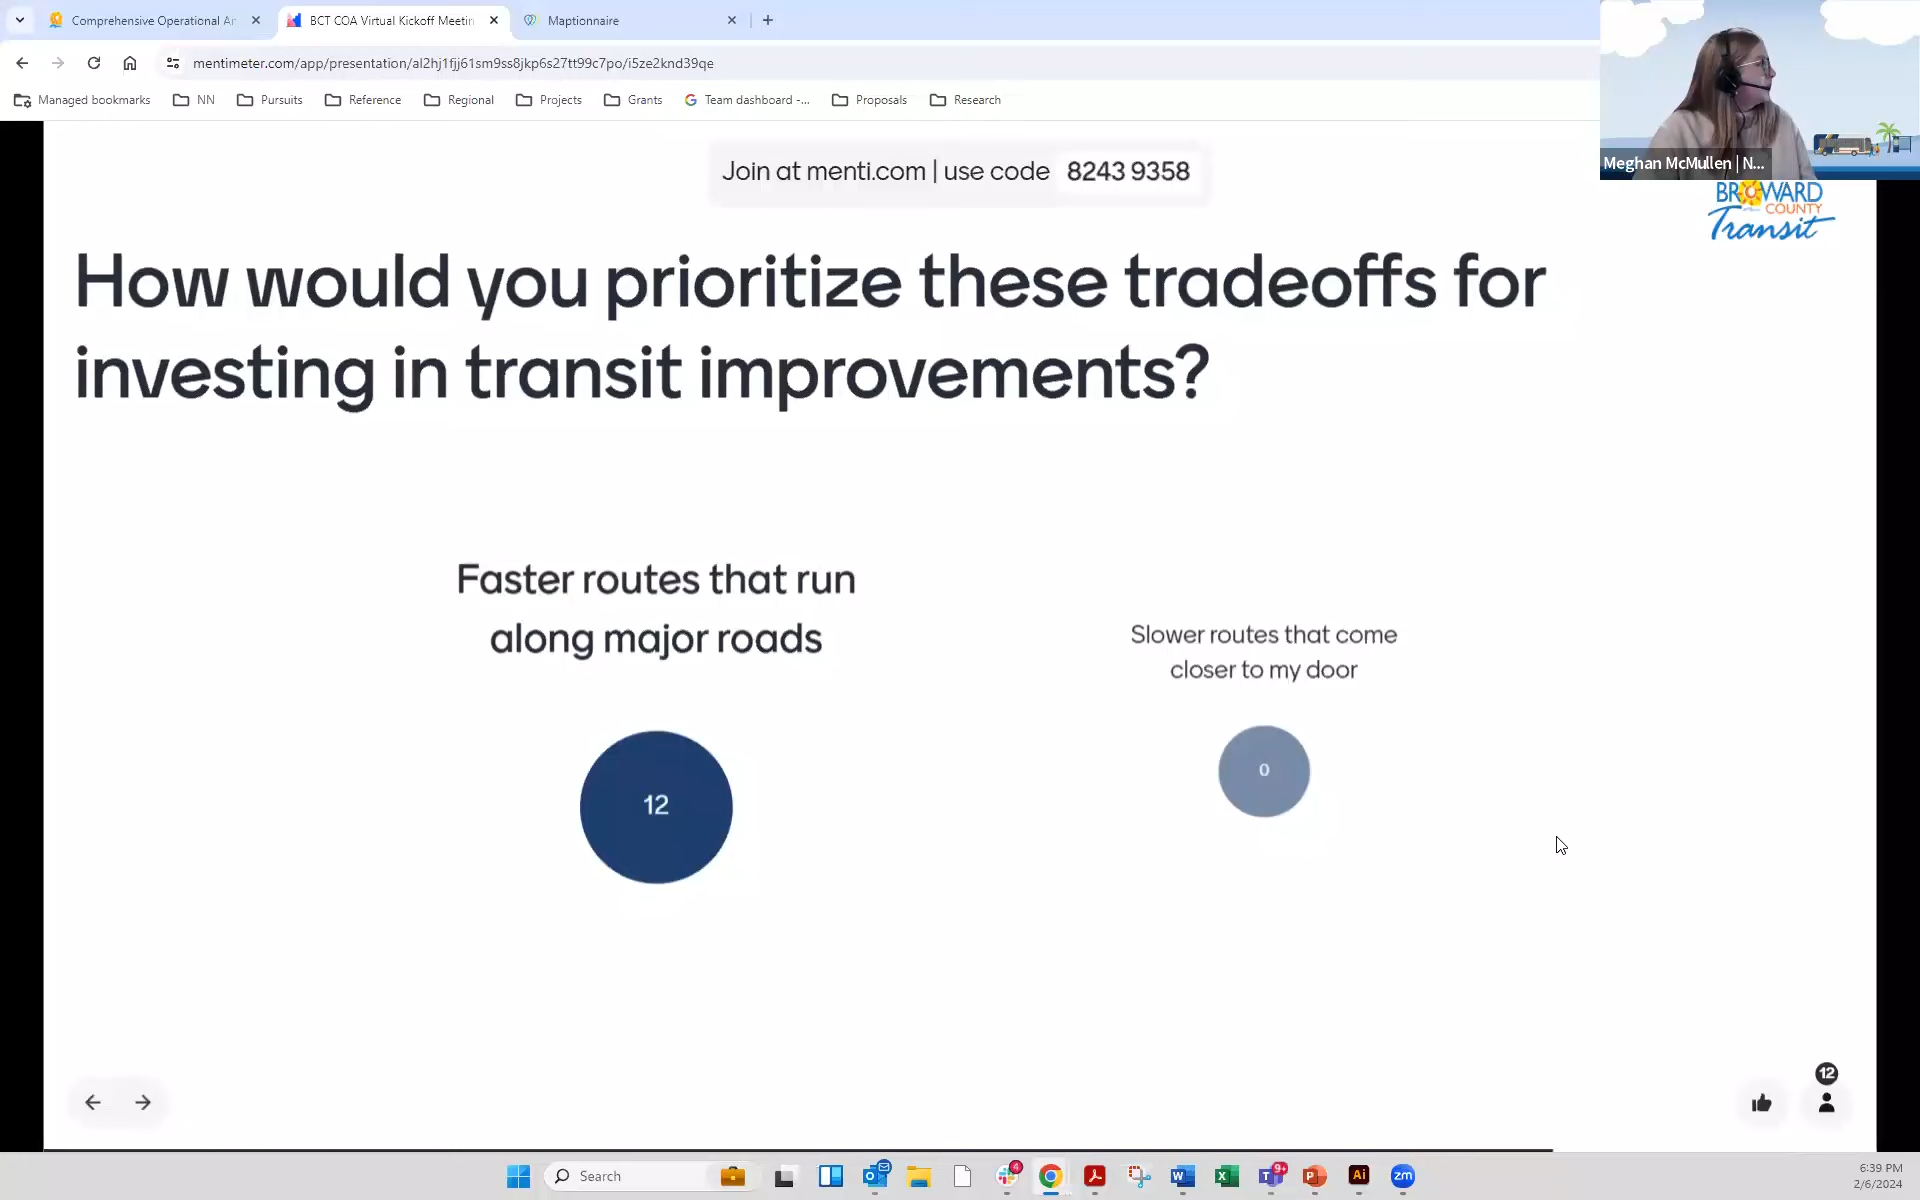 Comprehensive Operational Ar
BCT COA Virtual Kickoff Meetin
Maptionnaire
mentimeter.com/app/presentation/al2hj1fjj61sm9ss8jkp6s27tt99c7po/i5ze2knd39qe
Managed bookmarks
NN
Pursuits
Reference
Regional
Projects
Grants
Team dashboard -...
Proposals
Research
Meghan McMullen | N...
Join at menti.com | use code 8243 9358
BROWARD
COUNTY
Transit
How would you prioritize these tradeoffs for
investing in transit improvements?
Faster routes that run
along major roads
12
Slower routes that come
closer to my door
0
12
Search
4
9+
Ai
zm
6:39 PM
2/6/2024